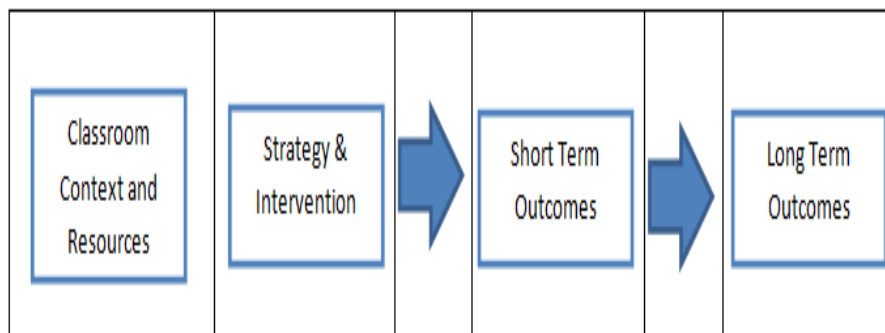 Classroom
Context and
Resources
Strategy &
Intervention
Short Term
Outcomes
Long Term
Outcomes